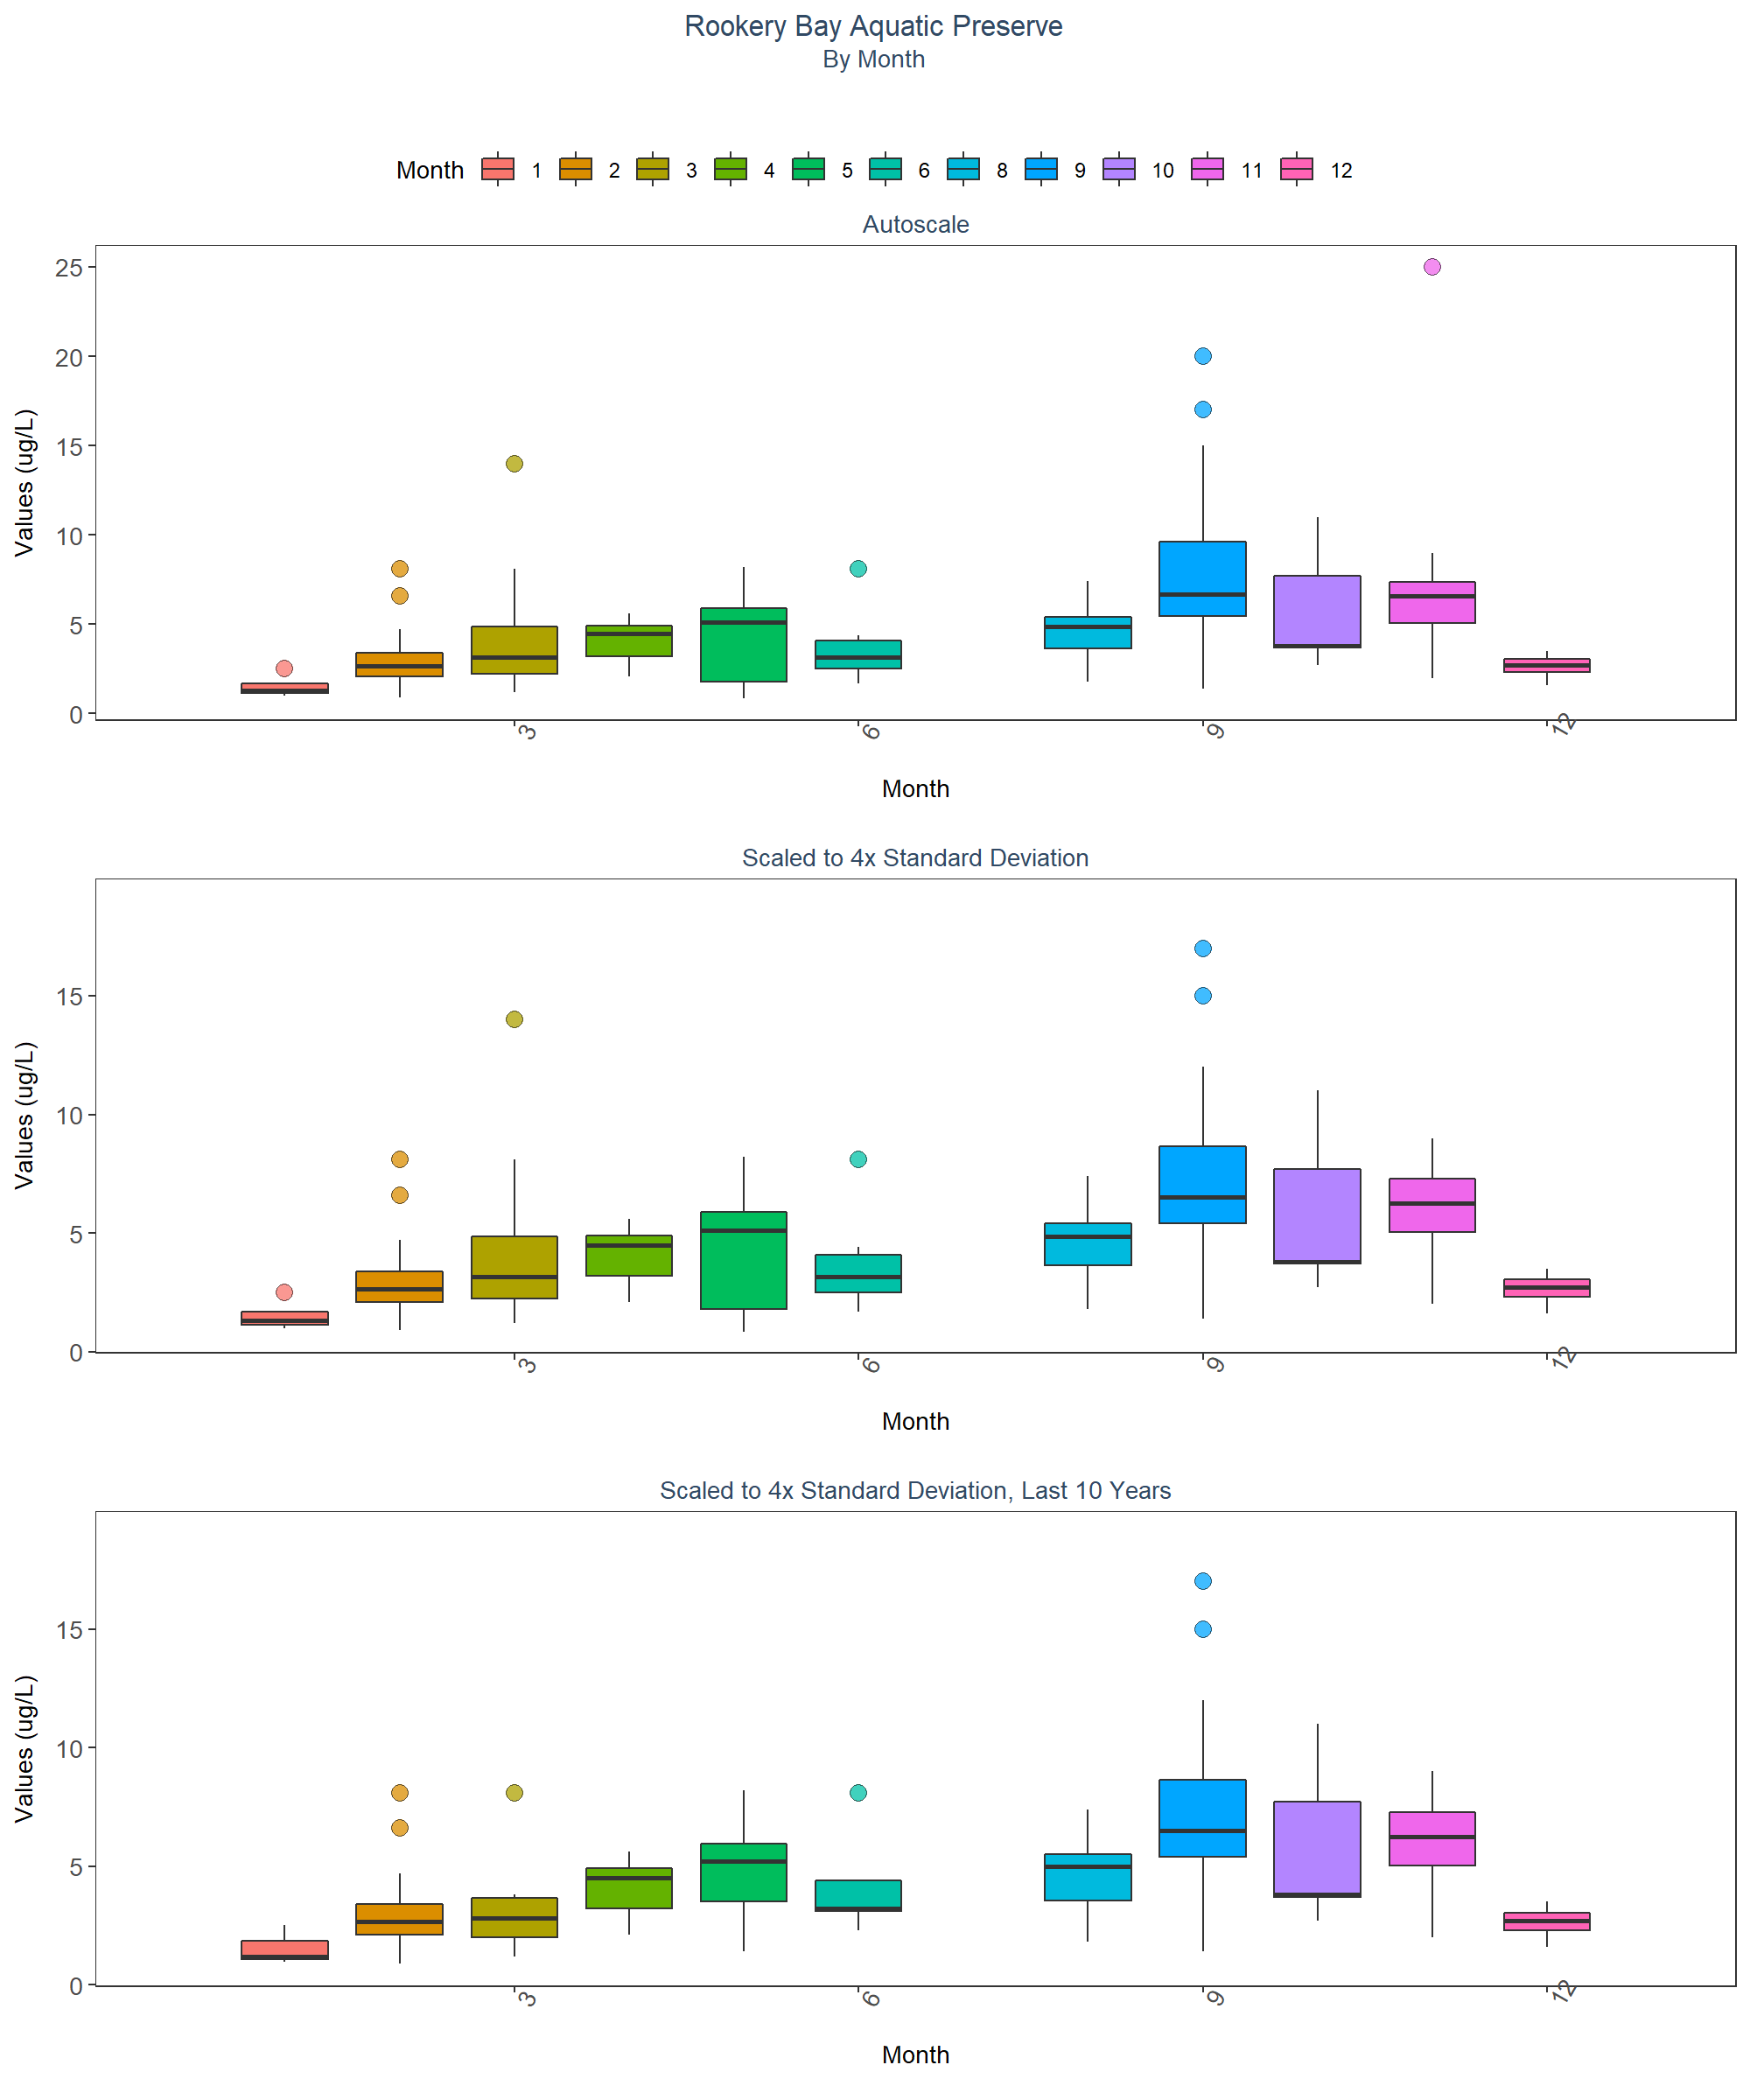 Rookery Bay Aquatic Preserve
By Month
Month 1 2 3 4 5 6 8 9 10 11 12
Autoscale
Values (ug/L)
25
20
15
10
5
0
3 6 9 12
Month
Scaled to 4x Standard Deviation
Values (ug/L)
15
10
5
0
3 6 9 12
Month
Scaled to 4x Standard Deviation, Last 10 Years
Values (ug/L)
15
10
5
0
3 6 9 12
Month